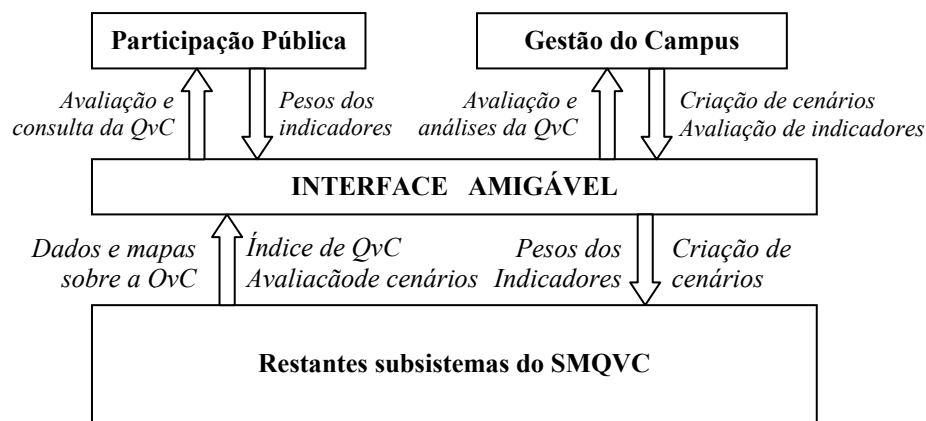 Participação Pública
Gestão do Campus
Avaliação e
consulta da QvC
Pesos dos
indicadores
Avaliação e
análises da QvC
Criação de cenários
Avaliação de indicadores
INTERFACE AMIGÁVEL
Dados e mapas
sobre a OvC
Índice de QvC
Avaliacãode cenários
Pesos dos
Indicadores
Criação de
cenários
Restantes subsistemas do SMQVC